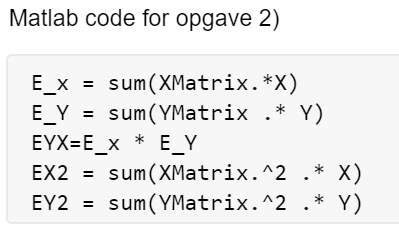 Matlab code for opgave 2)
E_x = sum(XMatrix.*X)
E_Y = sum(YMatrix .* Y)
EYX=E_x * E_Y
EX2 = sum(XMatrix.^2 .* X)
EY2 = sum(YMatrix.^2 .* Y)